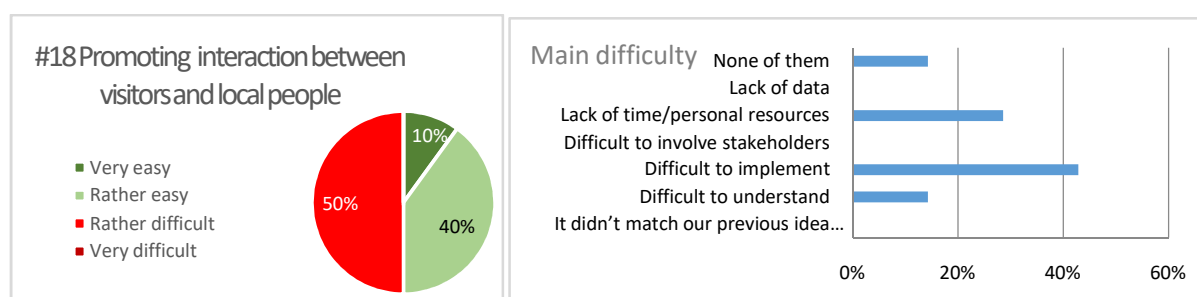 #18 Promoting interaction between
visitors and local people
Very easy
Rather easy
Rather difficult
Very difficult
10%
40%
50%
Main difficulty
None of them
Lack of data
Lack of time/personal resources
Difficult to involve stakeholders
Difficult to implement
Difficult to understand
It didn’t match our previous idea…
0% 20% 40% 60%